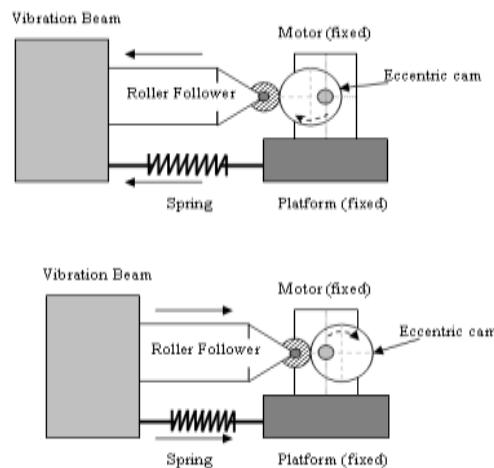 Vibration Beam
Motor (fixed)
Eccentric cam
Roller Follower
Spring
Platform (fixed)
Vibration Beam
Motor (fixed)
Eccentric cam
Roller Follower
Spring
Platform (fixed)